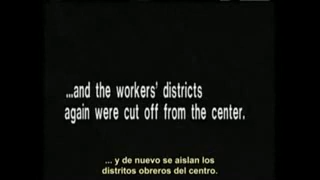 ...and the workers' districts
again were cut off from the center.
... y de nuevo se aislan los
distritos obreros del centro.